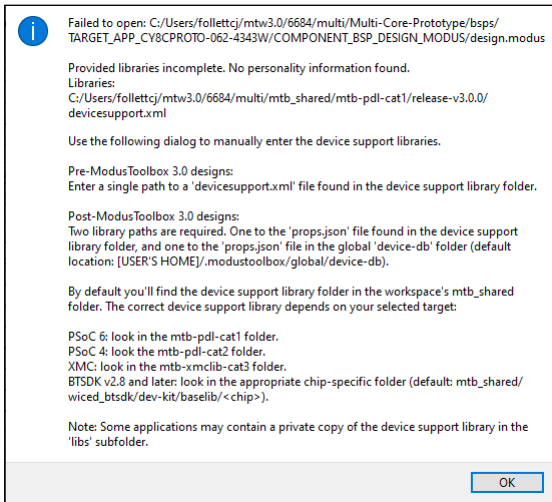 Failed to open: C:/Users/follettcj/mtw3.0/6684/multi/Multi-Core-Prototype/bsps/
TARGET_APP_CY8CPROTO-062-4343W/COMPONENT_BSP_DESIGN_MODUS/design.modus
Provided libraries incomplete. No personality information found.
Libraries:
C:/Users/follettcj/mtw3.0/6684/multi/mtb_shared/mtb-pdl-cat1/release-v3.0.0/
devicesupport.xml
Use the following dialog to manually enter the device support libraries.
Pre-ModusToolbox 3.0 designs:
Enter a single path to a 'devicesupport.xml' file found in the device support library folder.
Post-ModusToolbox 3.0 designs:
Two library paths are required. One to the 'props.json' file found in the device support
library folder, and one to the 'props.json' file in the global 'device-db' folder (default
location: [USER'S HOME]/.modustoolbox/global/device-db).
By default you'll find the device support library folder in the workspace's mtb_shared
folder. The correct device support library depends on your selected target:
PSoC 6: look in the mtb-pdl-cat1 folder.
PSoC 4: look the mtb-pdl-cat2 folder.
XMC: look in the mtb-xmclib-cat3 folder.
BTSDK v2.8 and later: look in the appropriate chip-specific folder (default: mtb_shared/
wiced_btsdk/dev-kit/baselib/<chip>).
Note: Some applications may contain a private copy of the device support library in the
'libs' subfolder.
OK